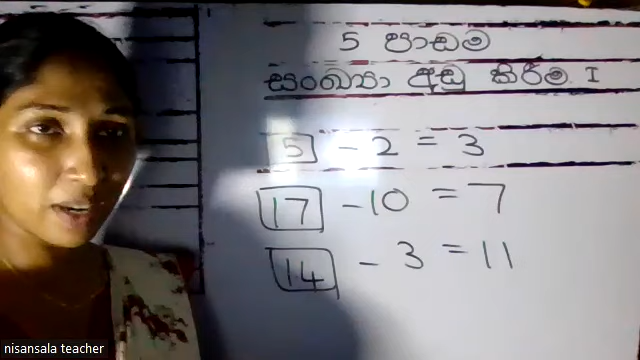 5 පාඩම
සංඛ්‍යා අඩු කිරීම I
5 - 2 = 3
17 - 10 = 7
14 - 3 = 11
nisansala teacher